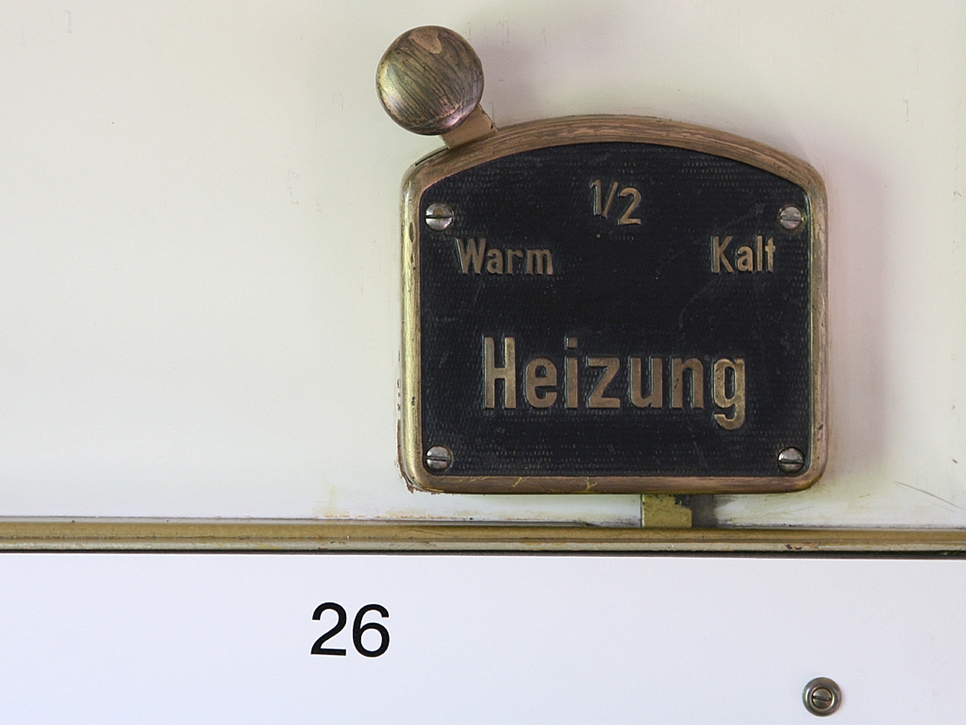 1/2
Warm Kalt
Heizung
26